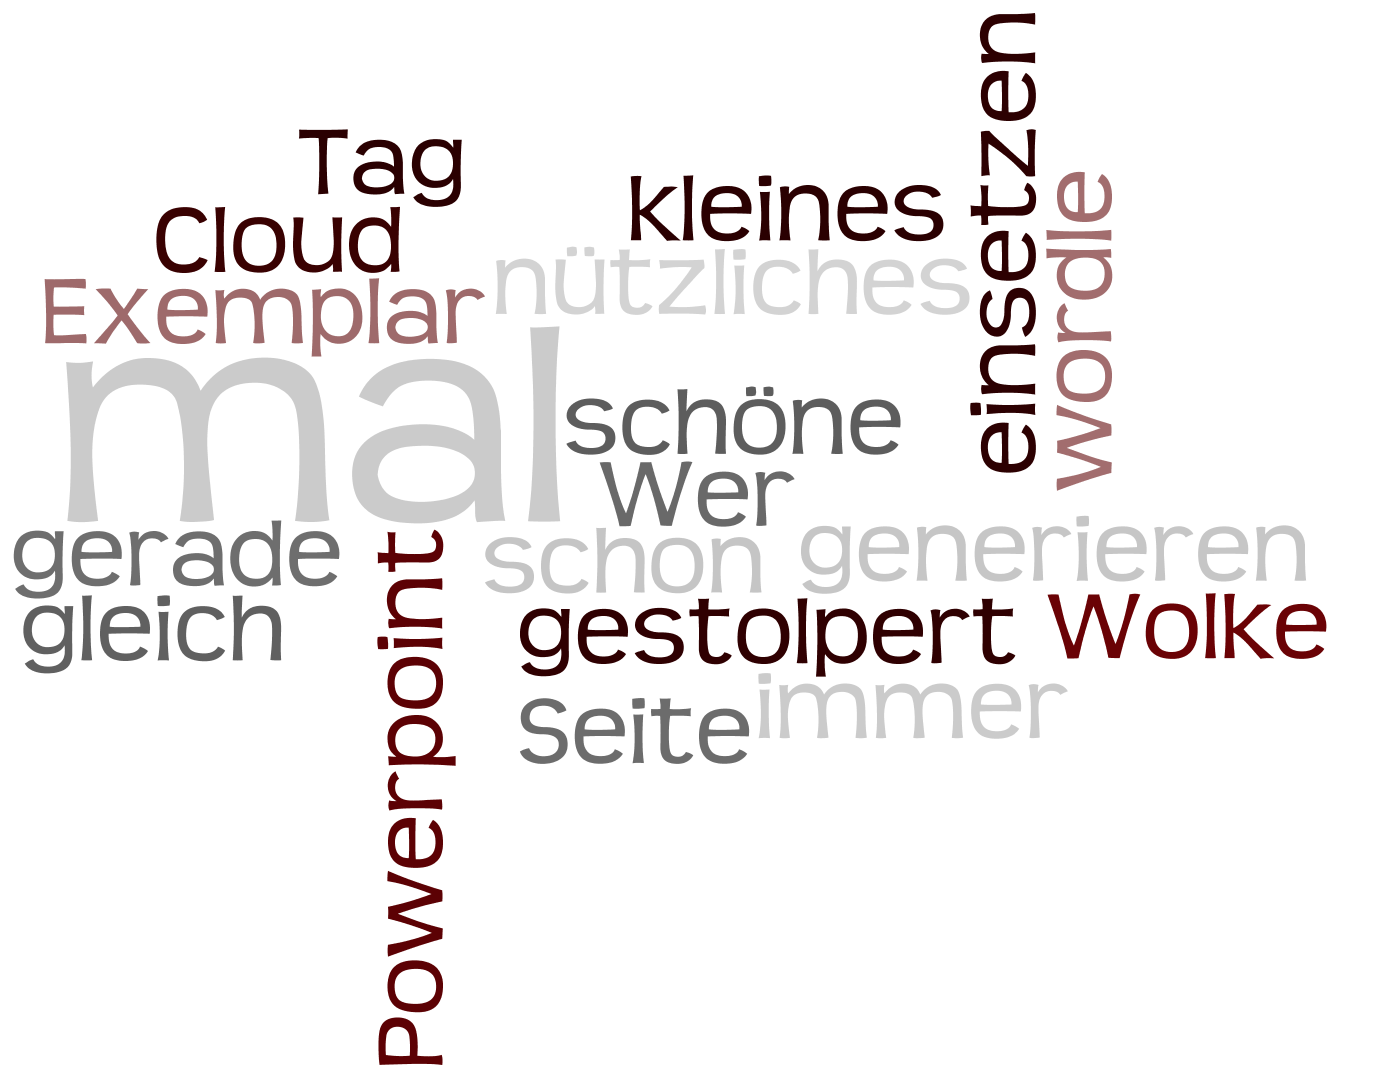 einsetzen
Tag
wordle
kleines
Cloud
nützliches
Exemplar
mal
schöne
Wer
generieren
gerade
schon
Powerpoint
gleich
gestolpert
Wolke
immer
Seite